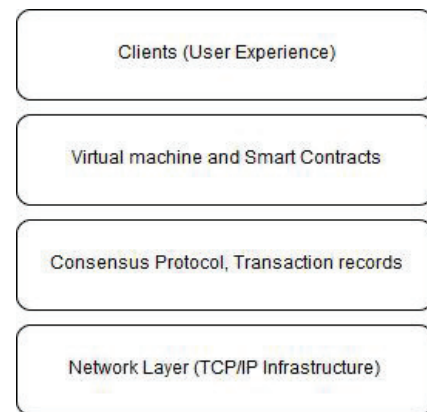 Clients (User Experience)
Virtual machine and Smart Contracts
Consensus Protocol, Transaction records
Network Layer (TCP/IP Infrastructure)